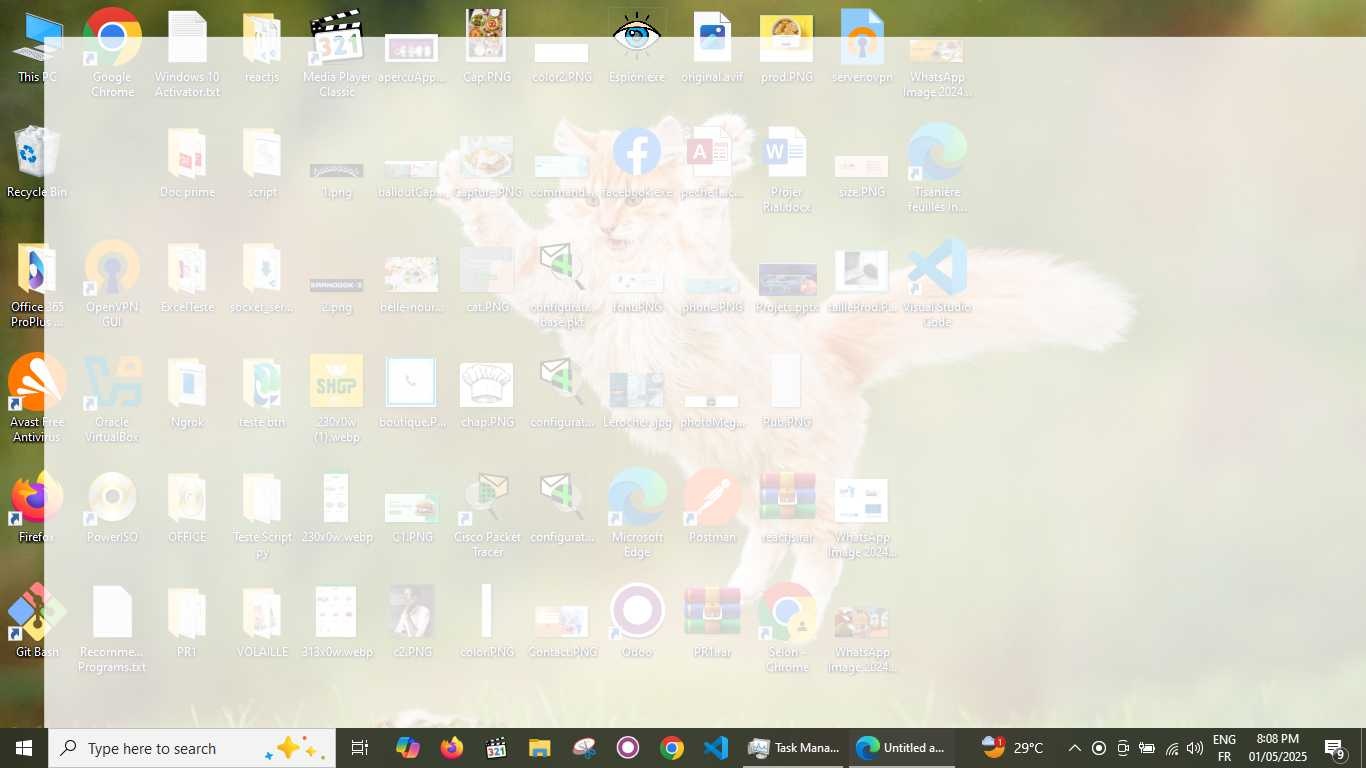 This PC
Google Chrome
Windows 10 Activator.txt
reactjs
Media Player Classic
apercuApp...
Cap.PNG
color2.PNG
Espion.exe
original.avif
prod.PNG
server.ovpn
WhatsApp Image 2024...
Recycle Bin
Doc prime
script
1.png
balloutCap...
Capture.PNG
command...
facebook.exe
Projer Rial.docx
size.PNG
Tisanière feuilles in...
Office 365 ProPlus ...
OpenVPN GUI
ExcelTeste
socket_ser...
2.png
belle-nour...
cat.PNG
configurat... base.pkt
font.PNG
phone.PNG
Projets.pptx
tailleProd.P...
Visual Studio Code
Avast Free Antivirus
Oracle VirtualBox
Ngrok
teste btn
SHOP
230x0w (1).webp
boutique.P...
chap.PNG
configurat...
Lerocher.jpg
photoMeg...
Pub.PNG
Firefox
PowerISO
OFFICE
Teste Script py
230x0w.webp
C1.PNG
Cisco Packet Tracer
configurat...
Microsoft Edge
Postman
reactjs.rar
WhatsApp Image 2024...
Git Bash
Recomme... Programs.txt
PR1
VOLAILLE
313x0w.webp
c2.PNG
color.PNG
Contact.PNG
Odoo
PR1.rar
Selon - Chrome
WhatsApp Image 2024...
Type here to search
321
Task Mana...
Untitled a...
1
29°C
ENG
FR
8:08 PM
01/05/2025
9